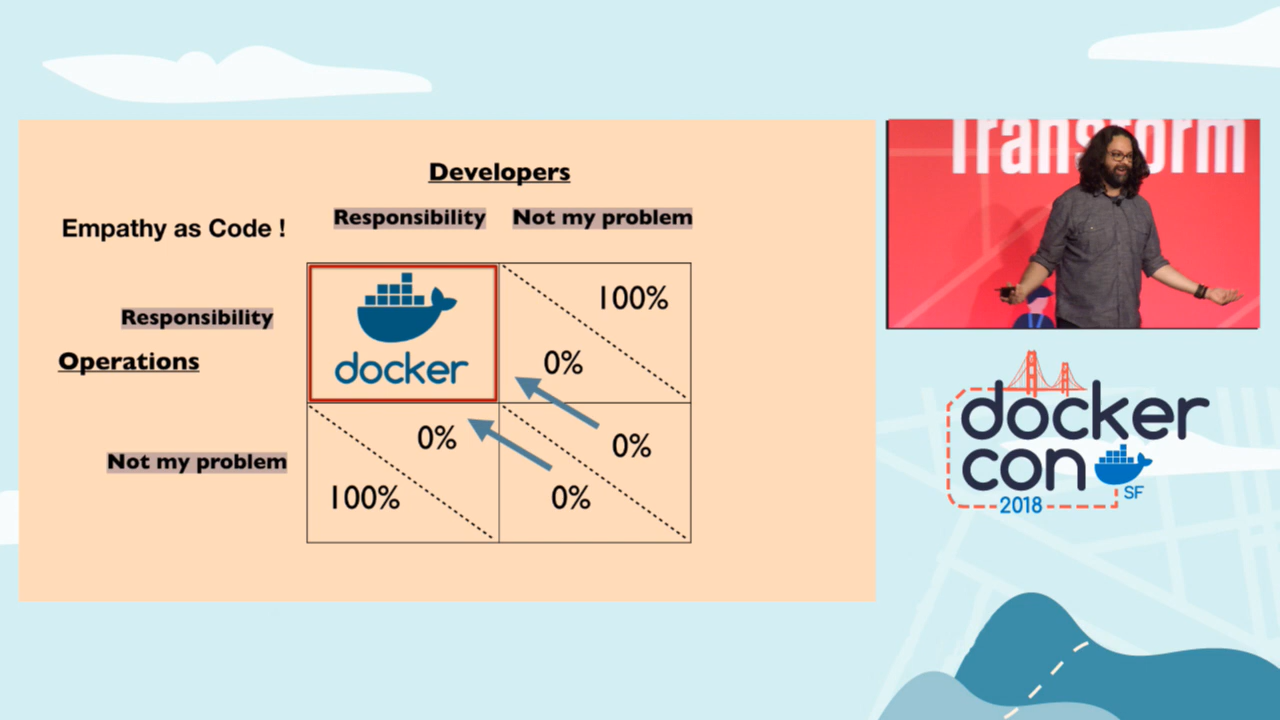 Developers
Empathy as Code !
Responsibility
Not my problem
Responsibility
Operations
Not my problem
docker
100%
0%
0%
100%
0%
0%
Transform
docker
con
2018
SF